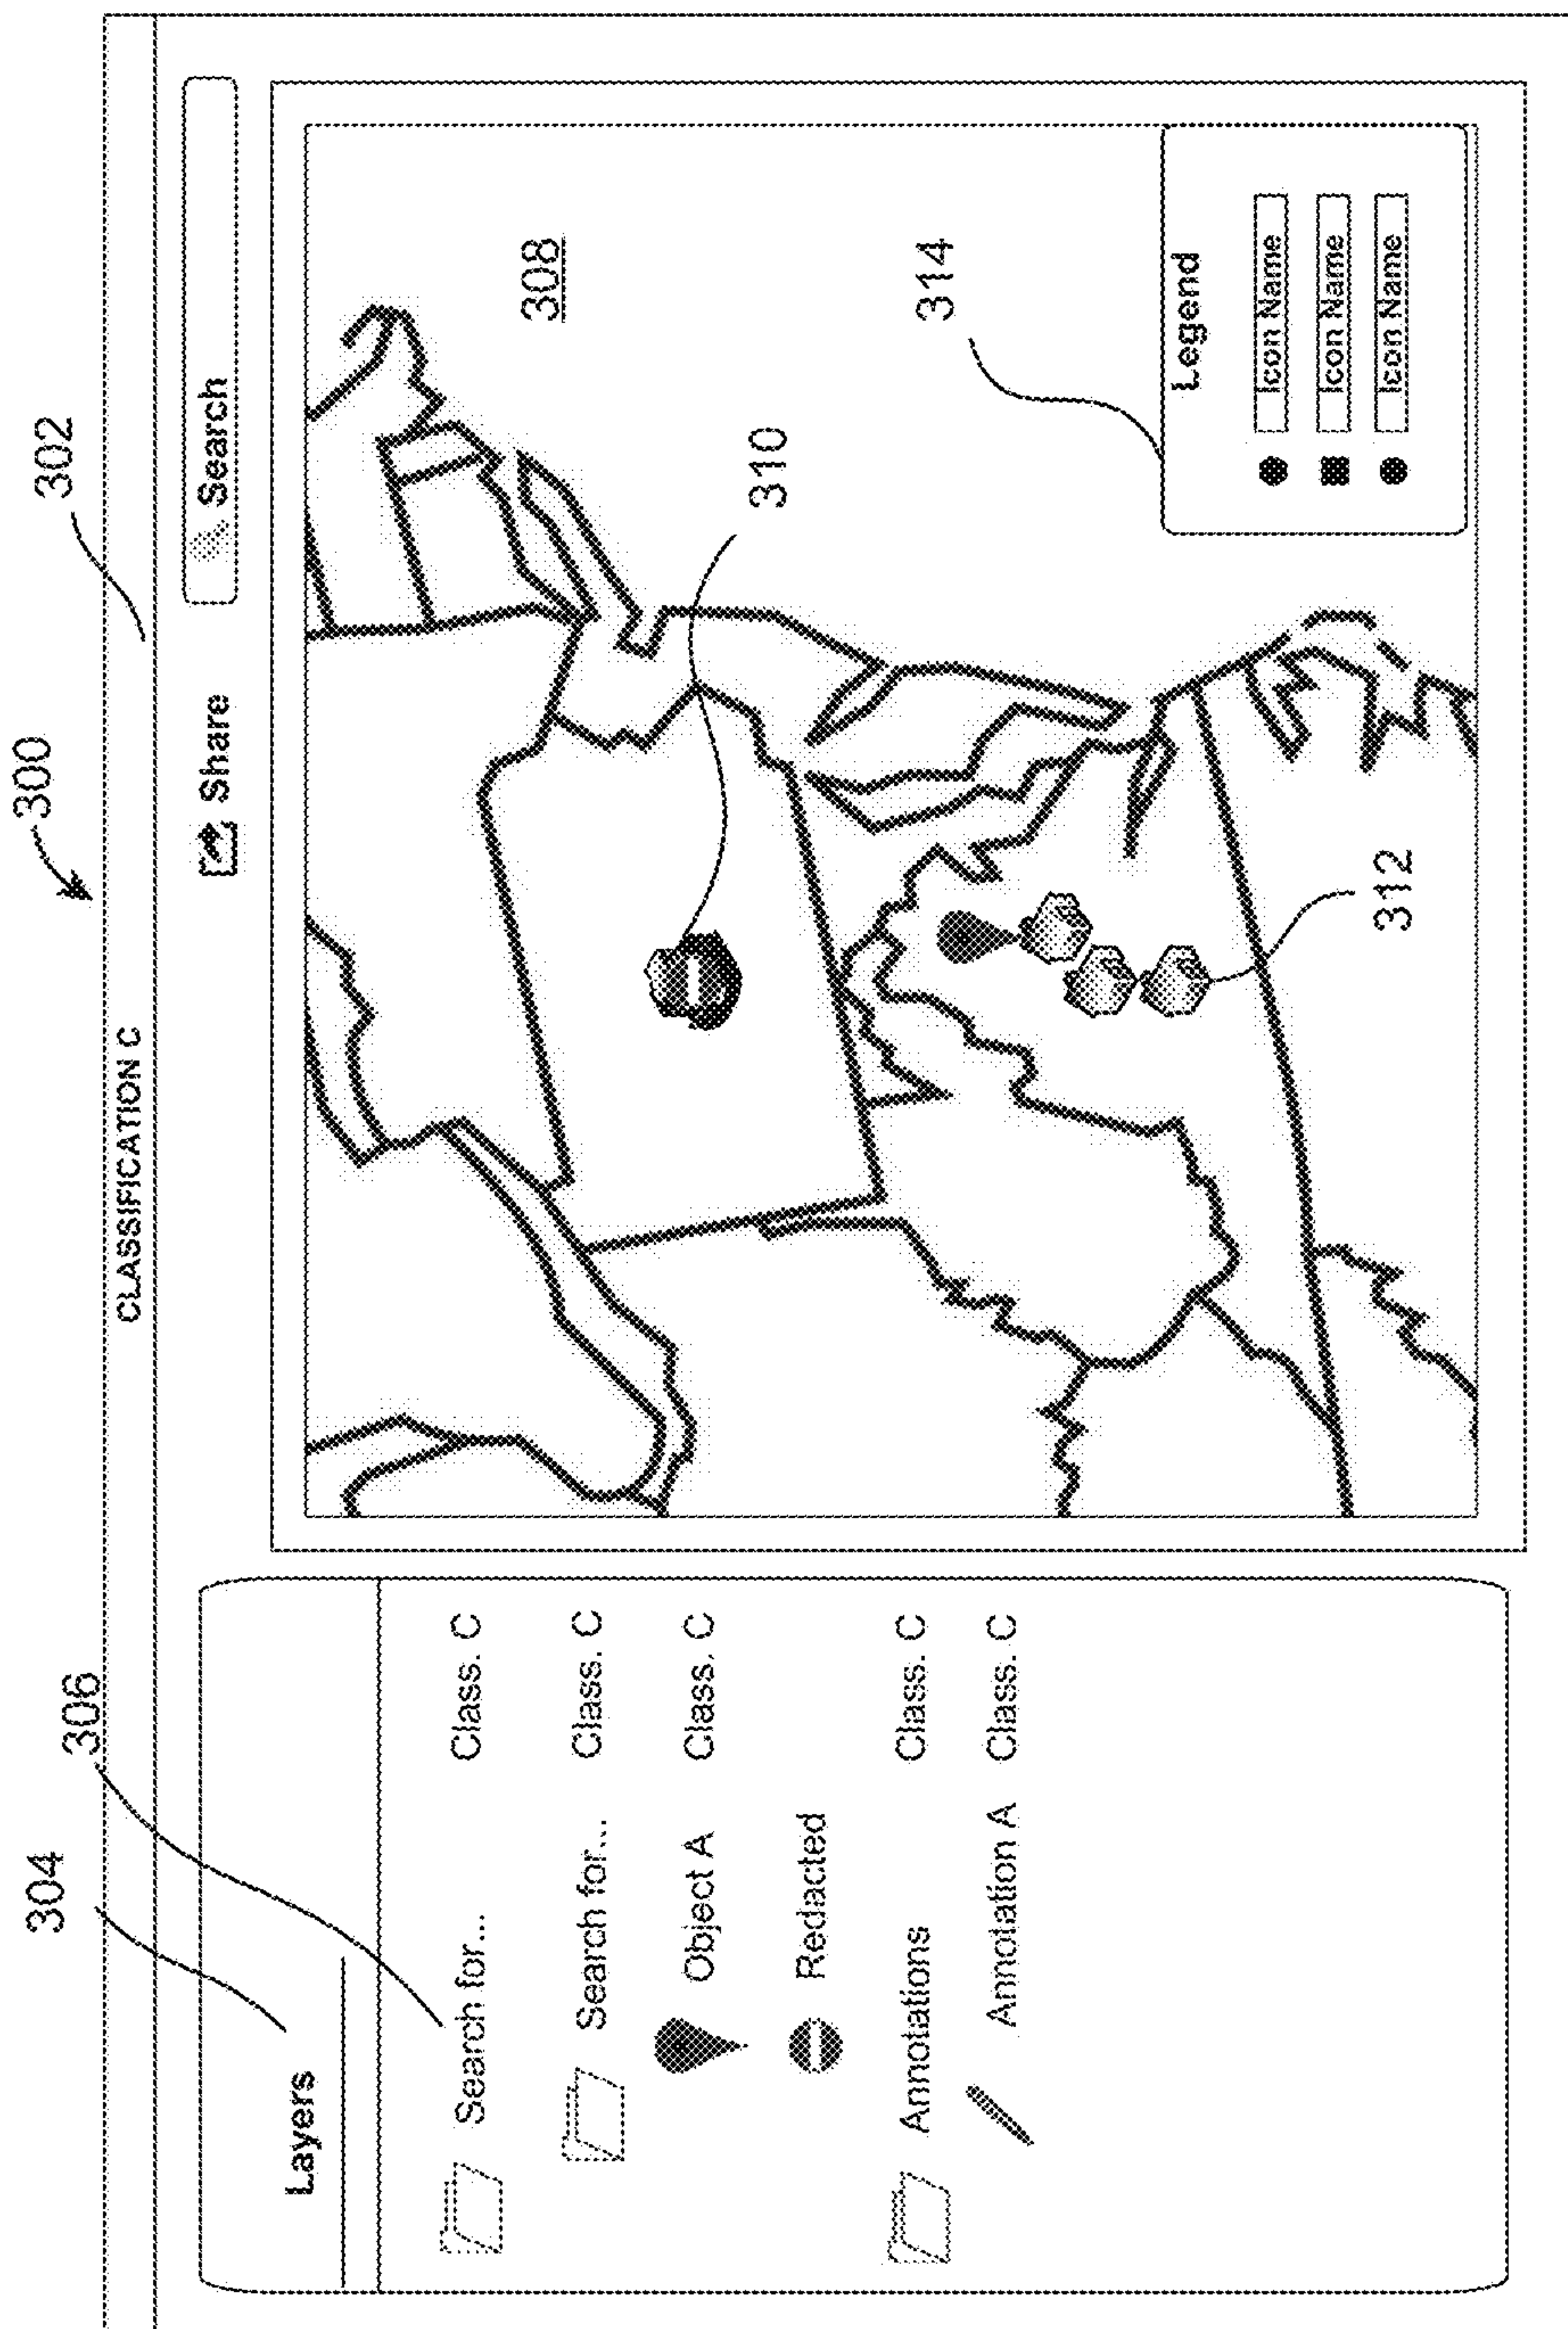 300
302
CLASSIFICATION C
304
306
Share
Search
Layers
Search for... Class. C
Search for... Class. C
Object A Class. C
Redacted
Annotations Class. C
Annotation A Class. C
308
310
312
314
Legend
Icon Name
Icon Name
Icon Name